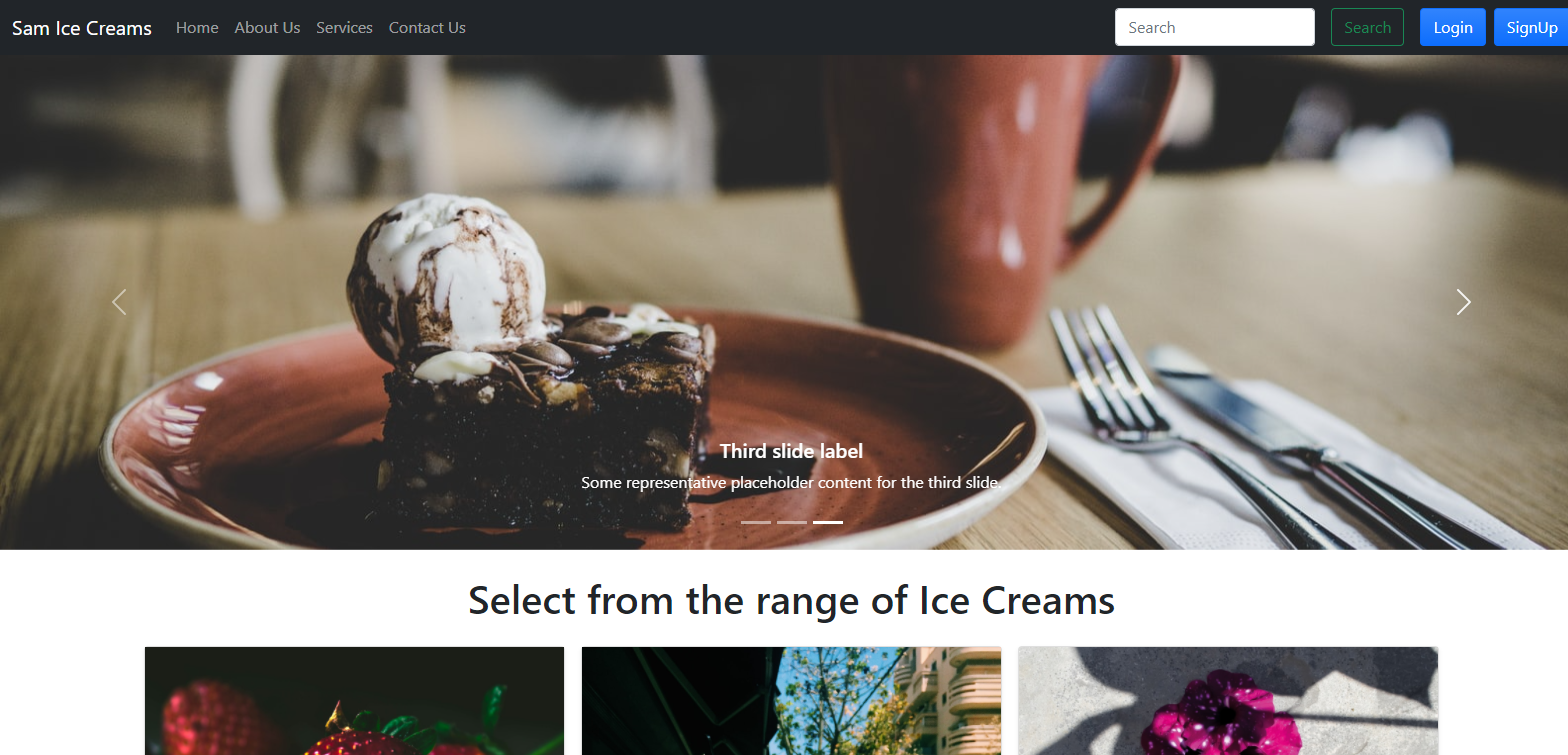 Sam Ice Creams Home About Us Services Contact Us Search Search Login SignUp
Third slide label
Some representative placeholder content for the third slide.
Select from the range of Ice Creams